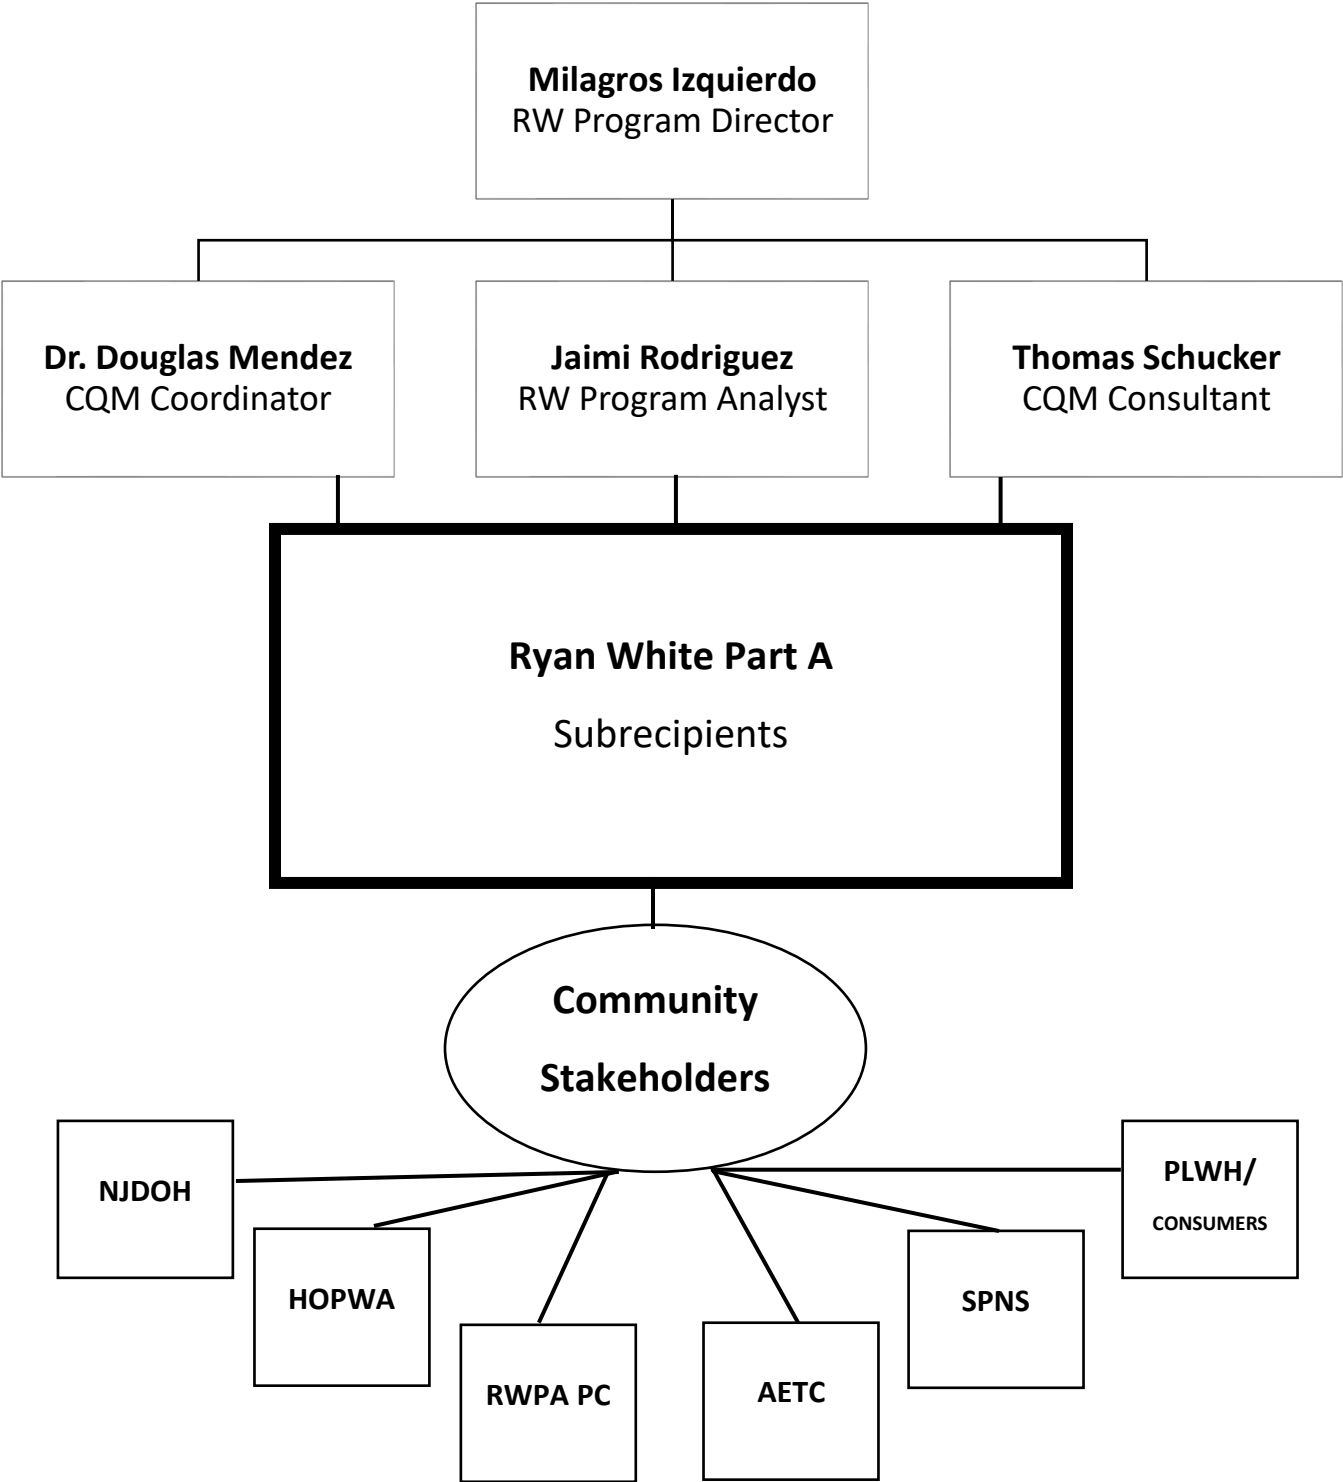 Milagros Izquierdo
RW Program Director
Dr. Douglas Mendez
CQM Coordinator
Jaimi Rodriguez
RW Program Analyst
Thomas Schucker
CQM Consultant
Ryan White Part A
Subrecipients
Community
Stakeholders
NJDOH
HOPWA
RWPA PC
AETC
SPNS
PLWH/
CONSUMERS